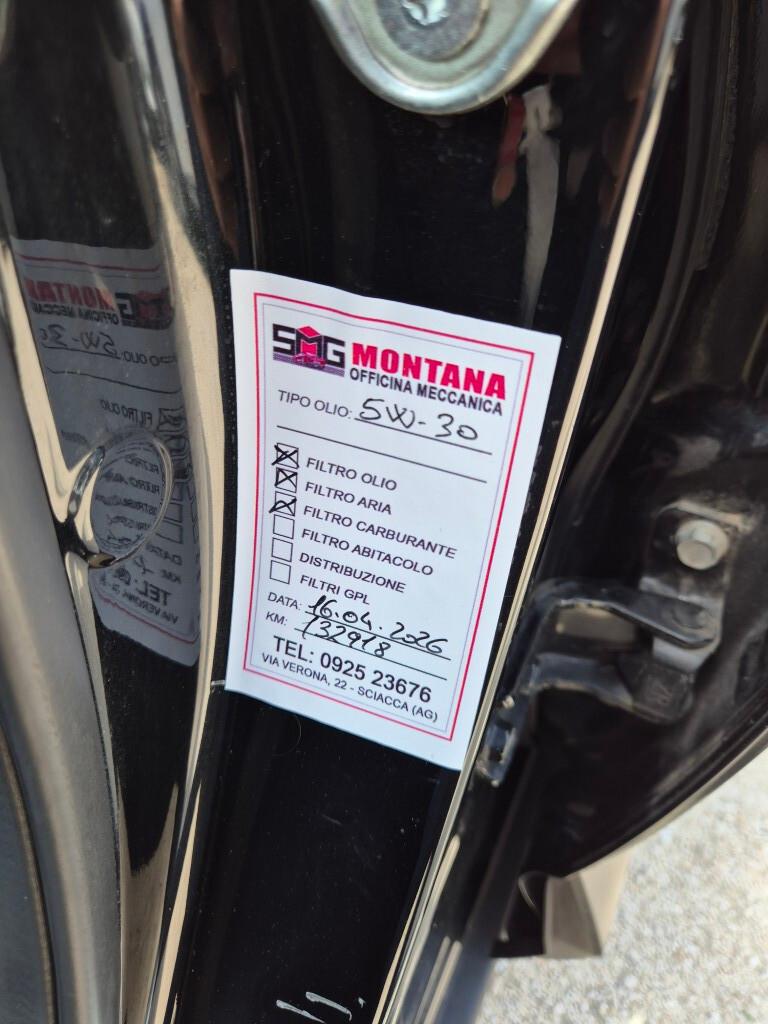 SMG MONTANA
OFFICINA MECCANICA
TIPO OLIO: 5W-30
FILTRO OLIO
FILTRO ARIA
FILTRO CARBURANTE
FILTRO ABITACOLO
DISTRIBUZIONE
FILTRI GPL
DATA: 16.04.2026
KM: 132918
TEL: 0925 23676
VIA VERONA, 22 - SCIACCA (AG)